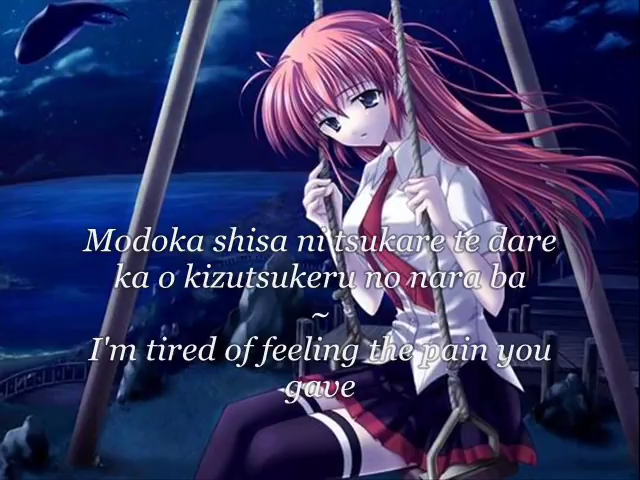 Modoka shisa ni tsukare te dare
ka o kizutsukeru no nara ba
~
I'm tired of feeling the pain you
gave